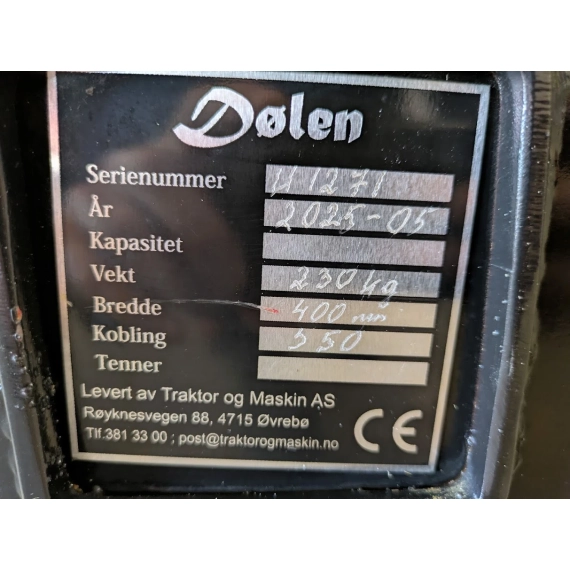 Dølen
Serienummer 41271
År 2025-05
Kapasitet
Vekt 230 kg
Bredde 400 mm
Kobling S50
Tenner
Levert av Traktor og Maskin AS
Røyknesvegen 88, 4715 Øvrebø
Tlf.381 33 00 ; post@traktorogmaskin.no
CE